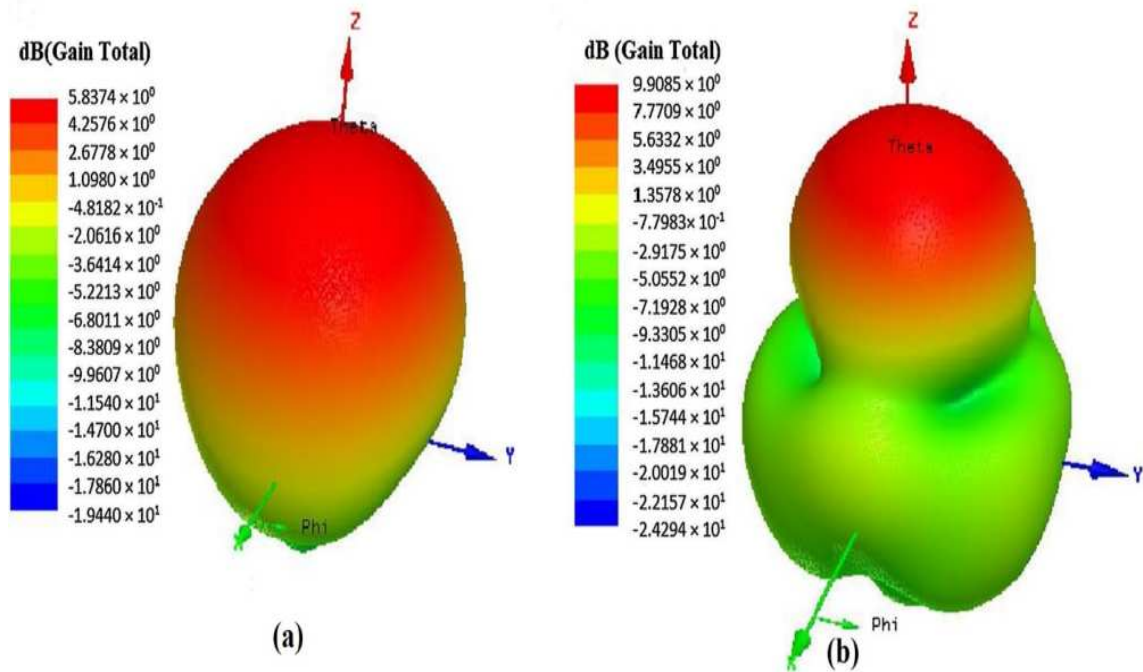 Z
dB(Gain Total)
5.8374 × 10⁰
4.2576 × 10⁰
2.6778 × 10⁰
1.0980 × 10⁰
-4.8182 × 10⁻¹
-2.0616 × 10⁰
-3.6414 × 10⁰
-5.2213 × 10⁰
-6.8011 × 10⁰
-8.3809 × 10⁰
-9.9607 × 10⁰
-1.1540 × 10¹
-1.4700 × 10¹
-1.6280 × 10¹
-1.7860 × 10¹
-1.9440 × 10¹
Theta
Y
Phi
X
(a)
Z
dB (Gain Total)
9.9085 × 10⁰
7.7709 × 10⁰
5.6332 × 10⁰
3.4955 × 10⁰
1.3578 × 10⁰
-7.7983× 10⁻¹
-2.9175 × 10⁰
-5.0552 × 10⁰
-7.1928 × 10⁰
-9.3305 × 10⁰
-1.1468 × 10¹
-1.3606 × 10¹
-1.5744 × 10¹
-1.7881 × 10¹
-2.0019 × 10¹
-2.2157 × 10¹
-2.4294 × 10¹
Theta
Y
Phi
X
(b)